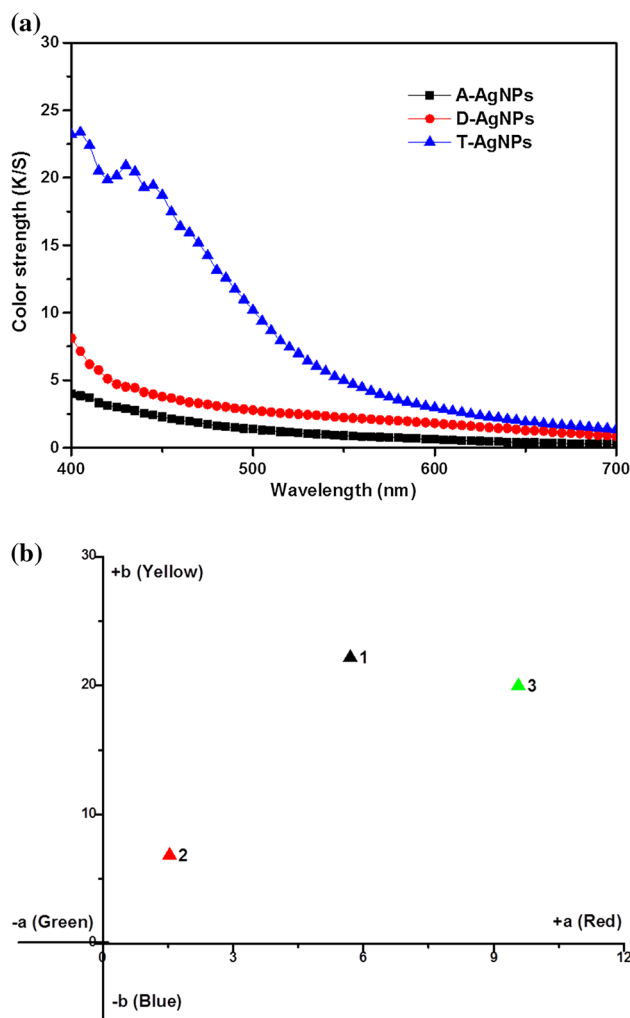 (a)
30
25
20
15
10
5
0
Color strength (K/S)
A-AgNPs
D-AgNPs
T-AgNPs
400
500
600
700
Wavelength (nm)
(b)
30
+b (Yellow)
1
3
20
10
2
-a (Green)
+a (Red)
0
0
3
6
9
12
-b (Blue)